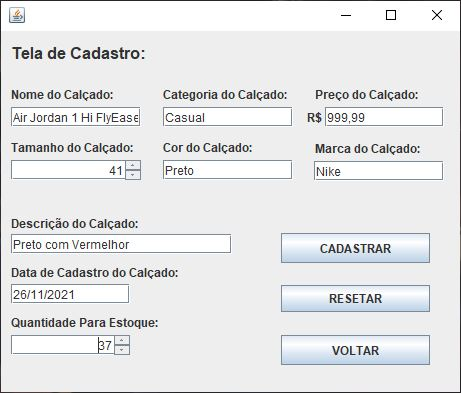 Tela de Cadastro:
Nome do Calçado: Categoria do Calçado: Preço do Calçado:
Air Jordan 1 Hi FlyEase Casual R$ 999,99
Tamanho do Calçado: Cor do Calçado: Marca do Calçado:
41 Preto Nike
Descrição do Calçado:
Preto com Vermelhor
CADASTRAR
Data de Cadastro do Calçado:
26/11/2021
RESETAR
Quantidade Para Estoque:
37
VOLTAR